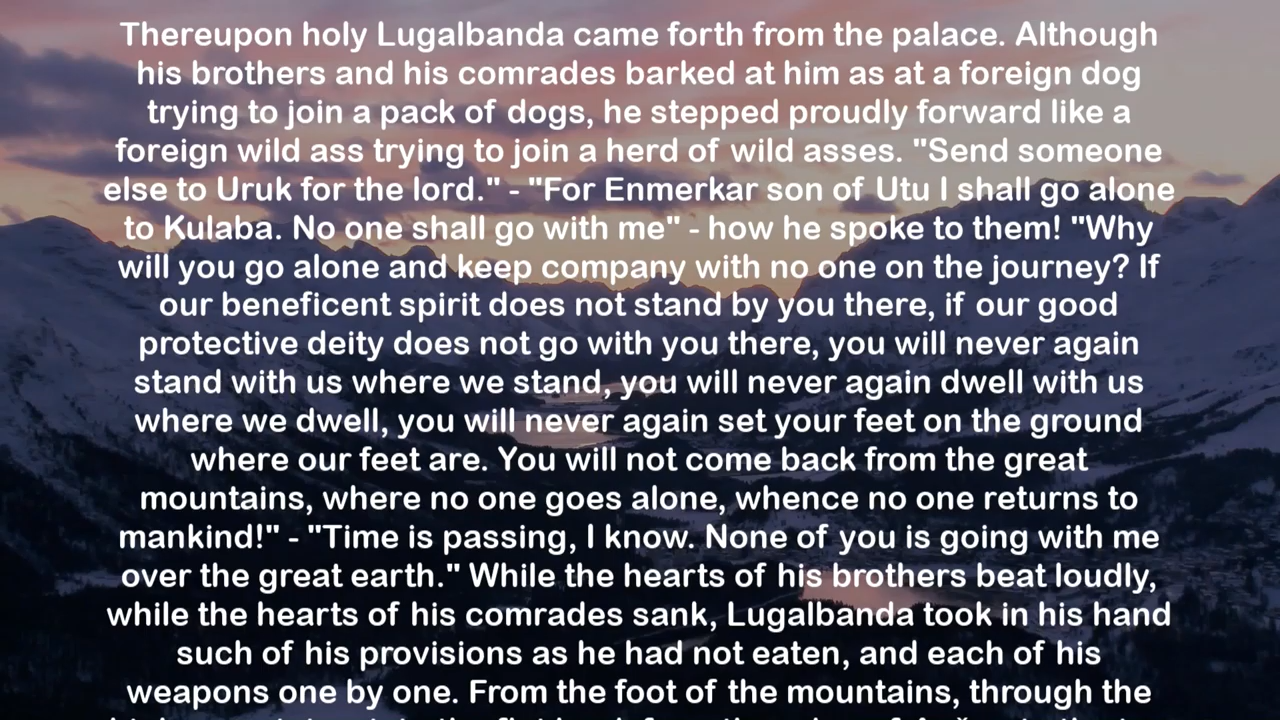 Thereupon holy Lugalbanda came forth from the palace. Although
his brothers and his comrades barked at him as at a foreign dog
trying to join a pack of dogs, he stepped proudly forward like a
foreign wild ass trying to join a herd of wild asses. "Send someone
else to Uruk for the lord." - "For Enmerkar son of Utu I shall go alone
to Kulaba. No one shall go with me" - how he spoke to them! "Why
will you go alone and keep company with no one on the journey? If
our beneficent spirit does not stand by you there, if our good
protective deity does not go with you there, you will never again
stand with us where we stand, you will never again dwell with us
where we dwell, you will never again set your feet on the ground
where our feet are. You will not come back from the great
mountains, where no one goes alone, whence no one returns to
mankind!" - "Time is passing, I know. None of you is going with me
over the great earth." While the hearts of his brothers beat loudly,
while the hearts of his comrades sank, Lugalbanda took in his hand
such of his provisions as he had not eaten, and each of his
weapons one by one. From the foot of the mountains, through the